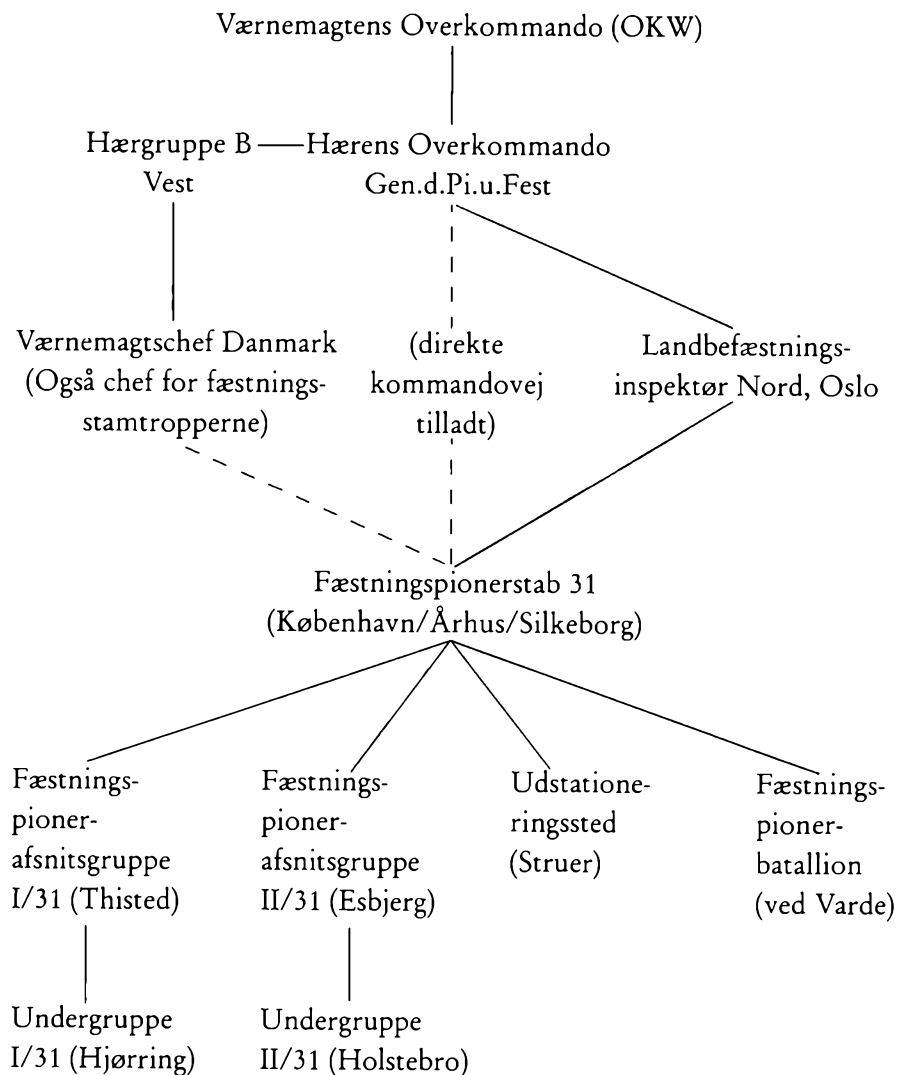 Værnemagtens Overkommando (OKW)
Hærgruppe B
Vest
Hærens Overkommando
Gen.d.Pi.u.Fest
Værnemagtschef Danmark
(Også chef for fæstnings-
stamtropperne)
(direkte
kommandovej
tilladt)
Landbefæstnings-
inspektør Nord, Oslo
Fæstningspionerstab 31
(København/Århus/Silkeborg)
Fæstnings-
pioner-
afsnitsgruppe
I/31 (Thisted)
Fæstnings-
pioner-
afsnitsgruppe
II/31 (Esbjerg)
Udstatione-
ringssted
(Struer)
Fæstnings-
pioner-
batallion
(ved Varde)
Undergruppe
I/31 (Hjørring)
Undergruppe
II/31 (Holstebro)